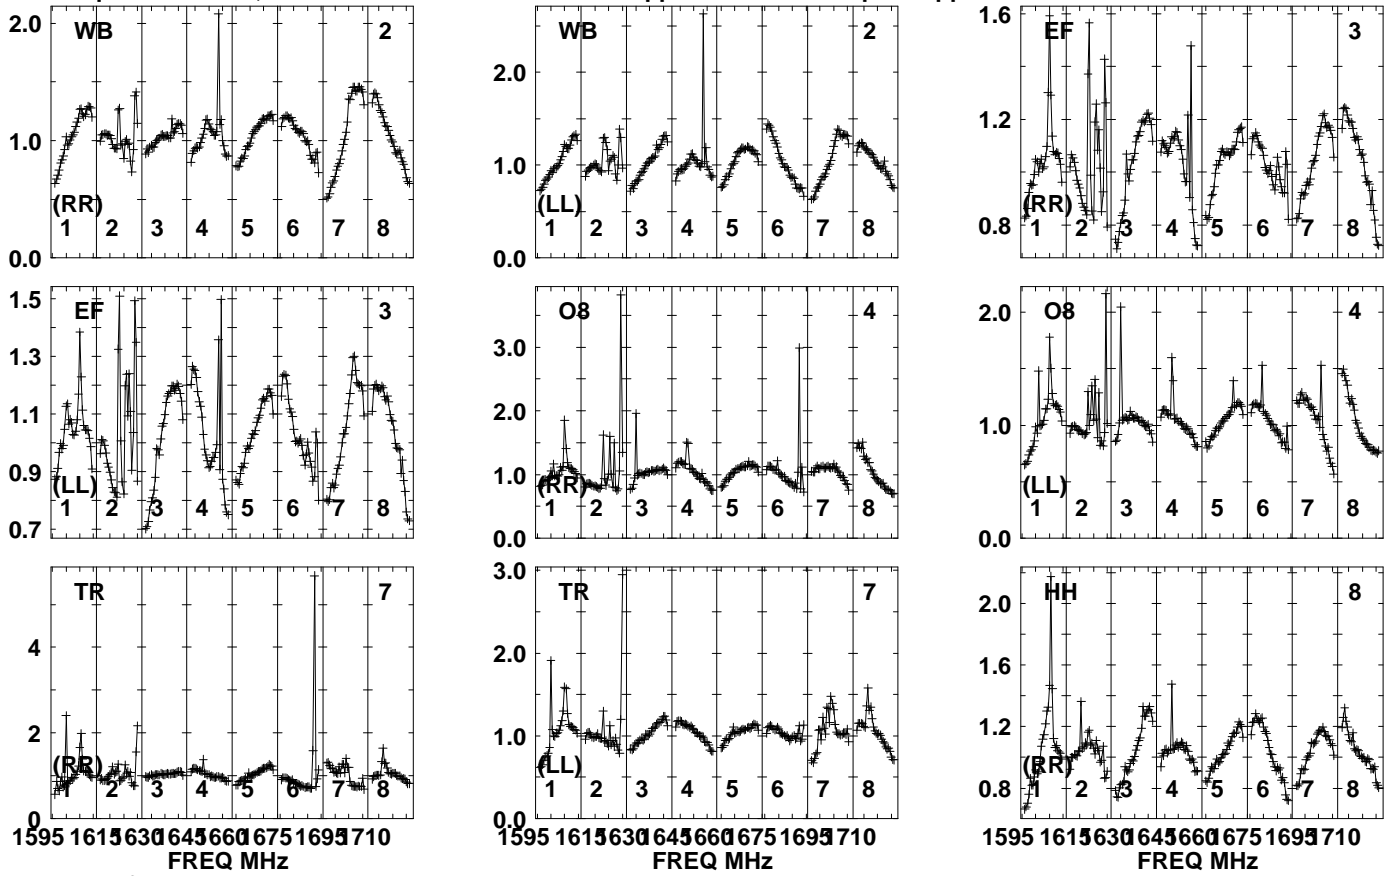 2.0 1.0 0.0 WB 2 (RR) 1 2 3 4 5 6 7 8
2.0 1.0 0.0 WB 2 (LL) 1 2 3 4 5 6 7 8
1.6 1.2 0.8 EF 3 (RR) 1 2 3 4 5 6 7 8
1.5 1.3 1.1 0.9 0.7 EF 3 (LL) 1 2 3 4 5 6 7 8
3.0 2.0 1.0 0.0 O8 4 (RR) 1 2 3 4 5 6 7 8
2.0 1.0 0.0 O8 4 (LL) 1 2 3 4 5 6 7 8
4 2 0 TR 7 (RR) 1 2 3 4 5 6 7 8
3.0 2.0 1.0 0.0 TR 7 (LL) 1 2 3 4 5 6 7 8
2.0 1.6 1.2 0.8 HH 8 (RR) 1 2 3 4 5 6 7 8
1595 1615 1630 1645 1660 1675 1695 1710
FREQ MHz
1595 1615 1630 1645 1660 1675 1695 1710
FREQ MHz
1595 1615 1630 1645 1660 1675 1695 1710
FREQ MHz